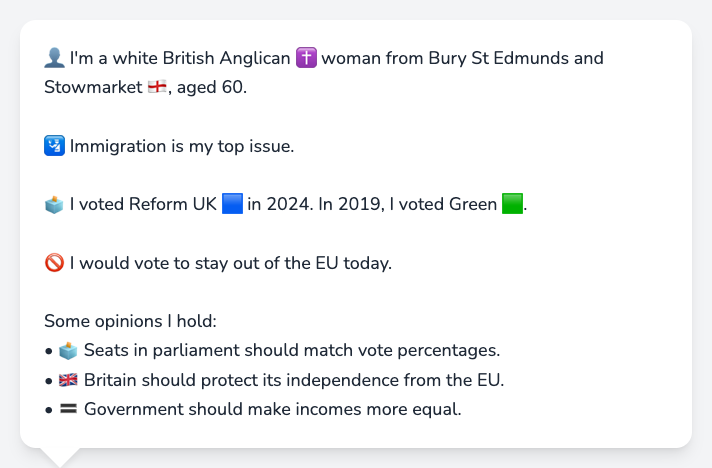 👤 I'm a white British Anglican ✝️ woman from Bury St Edmunds and
Stowmarket 🏴󠁧󠁢󠁥󠁮󠁧󠁿, aged 60.
🛂 Immigration is my top issue.
🗳️ I voted Reform UK 🟦 in 2024. In 2019, I voted Green 🟩.
🚫 I would vote to stay out of the EU today.
Some opinions I hold:
• 🗳️ Seats in parliament should match vote percentages.
• 🇬🇧 Britain should protect its independence from the EU.
• 🟰 Government should make incomes more equal.